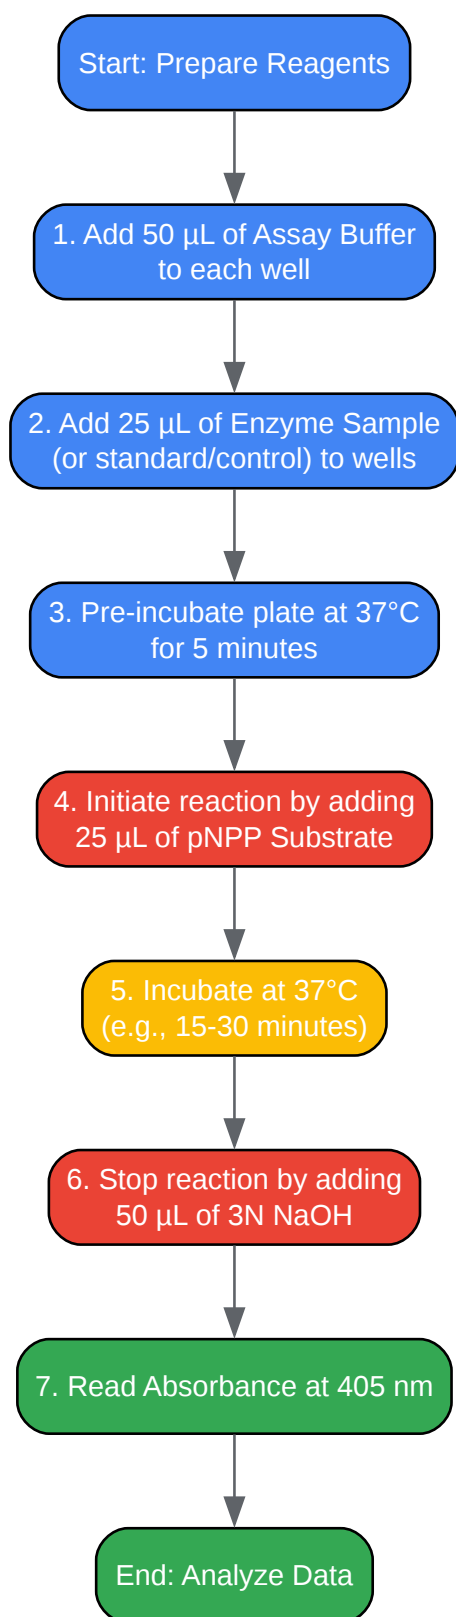 Start: Prepare Reagents
1. Add 50 µL of Assay Buffer
to each well
2. Add 25 µL of Enzyme Sample
(or standard/control) to wells
3. Pre-incubate plate at 37°C
for 5 minutes
4. Initiate reaction by adding
25 µL of pNPP Substrate
5. Incubate at 37°C
(e.g., 15-30 minutes)
6. Stop reaction by adding
50 µL of 3N NaOH
7. Read Absorbance at 405 nm
End: Analyze Data